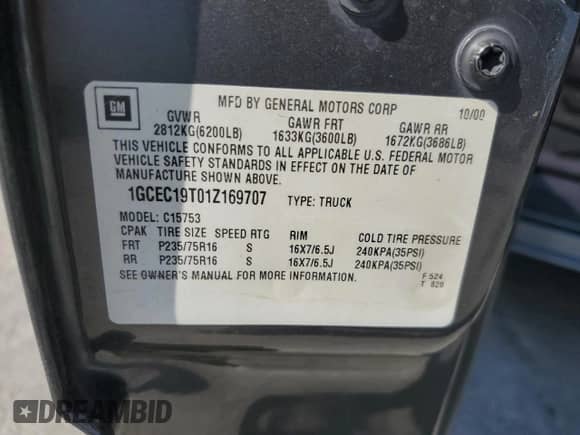 GM
MFD BY GENERAL MOTORS CORP 10/00
GVWR GAWR FRT GAWR RR
2812KG(6200LB) 1633KG(3600LB) 1672KG(3686LB)
THIS VEHICLE CONFORMS TO ALL APPLICABLE U.S. FEDERAL MOTOR
VEHICLE SAFETY STANDARDS IN EFFECT ON THE DATE OF
MANUFACTURE SHOWN ABOVE.
1GCEC19T01Z169707 TYPE: TRUCK
MODEL: C15753
CPAK TIRE SIZE SPEED RTG RIM COLD TIRE PRESSURE
FRT P235/75R16 S 16X7/6.5J 240KPA(35PSI)
RR P235/75R16 S 16X7/6.5J 240KPA(35PSI)
SEE OWNER'S MANUAL FOR MORE INFORMATION.
F 524
T 820
DREAMBID